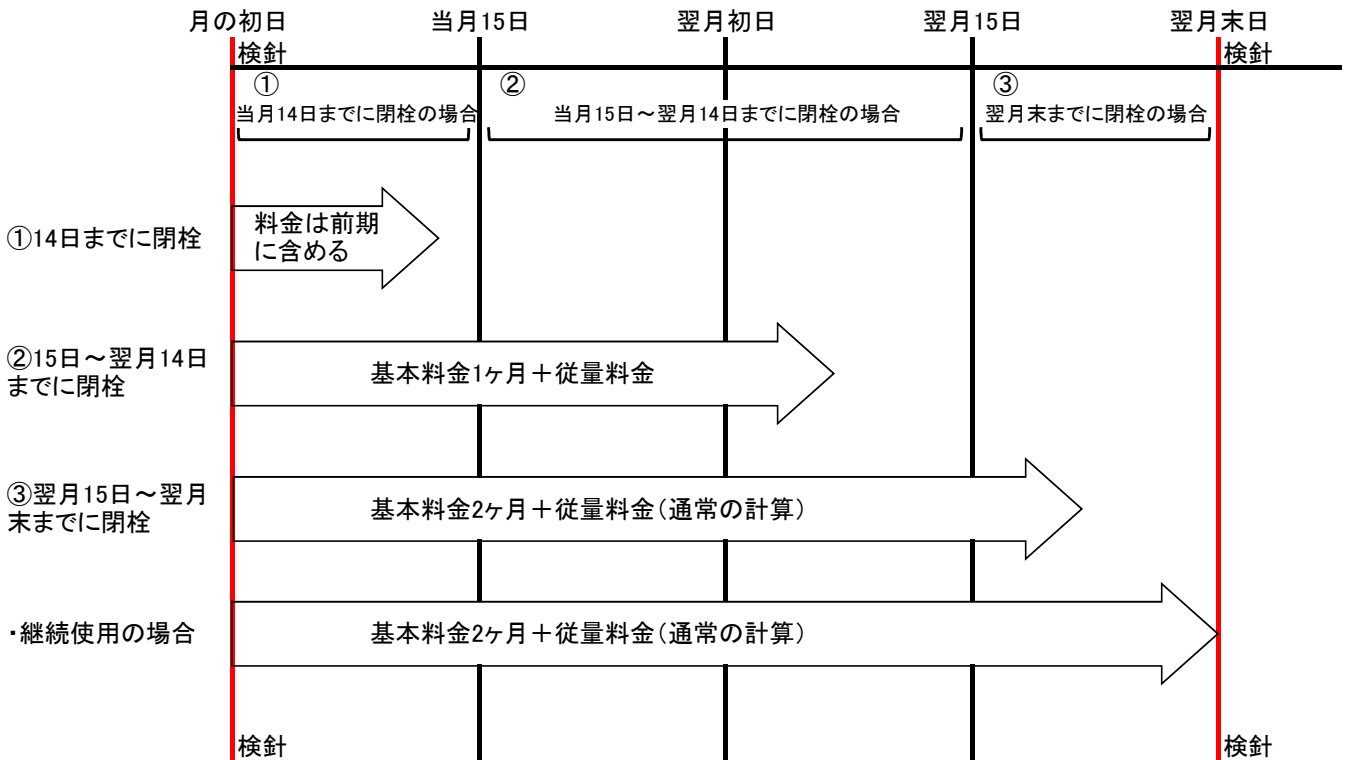 月の初日
当月15日
翌月初日
翌月15日
翌月末日
検針
検針
①
②
③
当月14日までに閉栓の場合
当月15日～翌月14日までに閉栓の場合
翌月末までに閉栓の場合
①14日までに閉栓
料金は前期
に含める
②15日～翌月14日
までに閉栓
基本料金1ヶ月＋従量料金
③翌月15日～翌月
末までに閉栓
基本料金2ヶ月＋従量料金(通常の計算)
・継続使用の場合
基本料金2ヶ月＋従量料金(通常の計算)
検針
検針